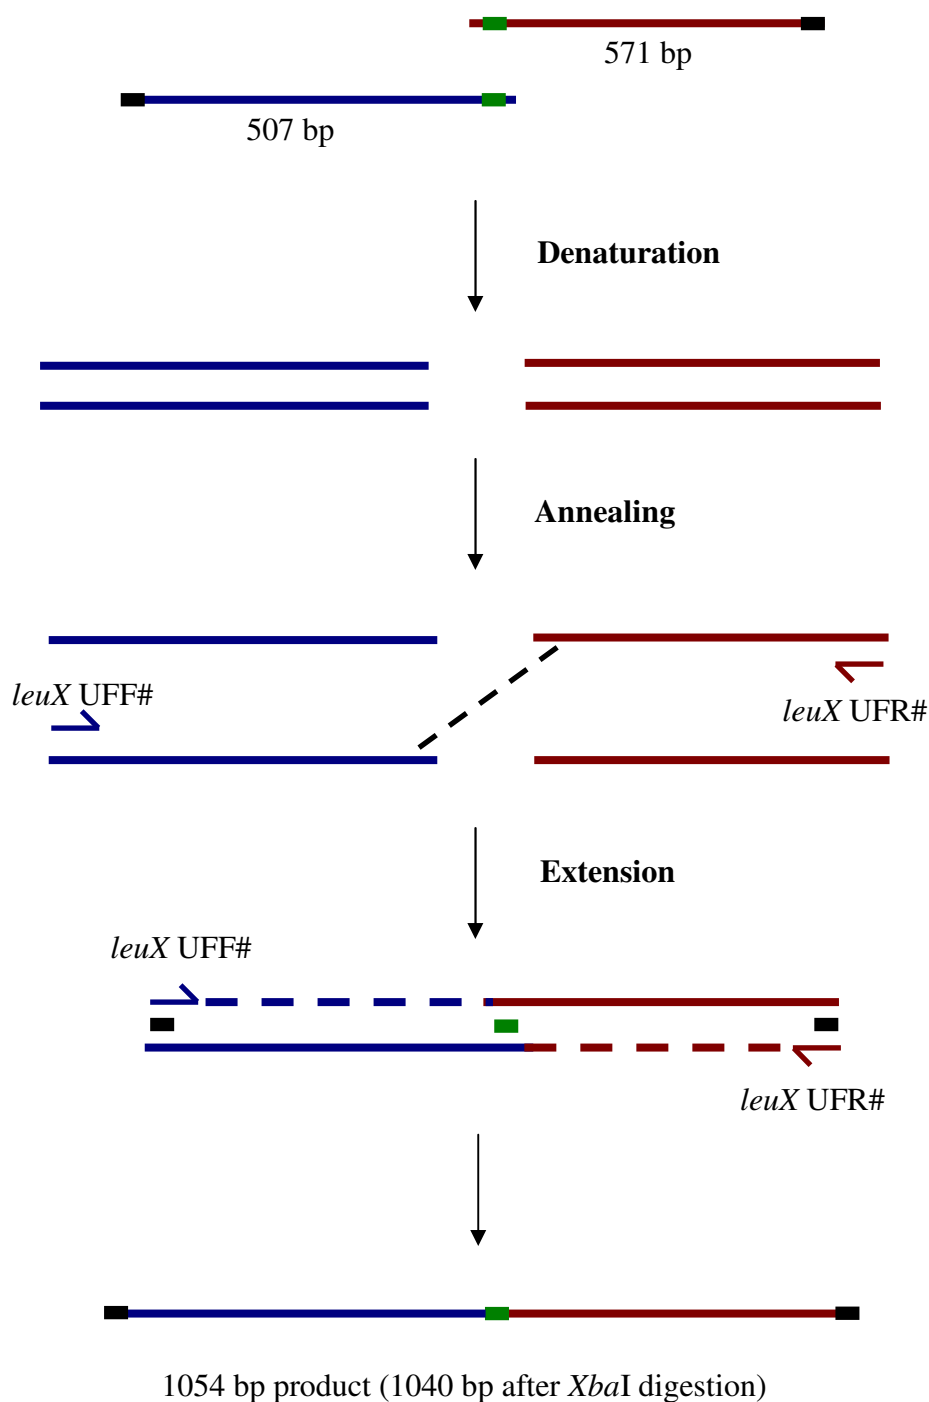 571 bp
507 bp
Denaturation
Annealing
leuX UFF#
leuX UFR#
Extension
leuX UFF#
leuX UFR#
1054 bp product (1040 bp after XbaI digestion)